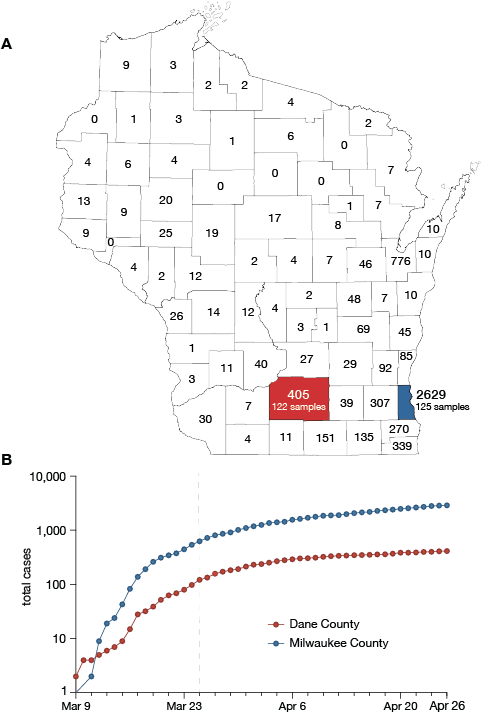 A
9 3
2 2
4
0 1 3 2
1 6 0
4 6 4 7
0 0 0
13 9 20 1 7
17 8
9 0 25 19 10
2 4 7 46 776 10
4 2 12
26 14 12 4 2 48 7 10
3 1 69 45
1
11 40 27 29 92 85
3
405
122 samples
39 307
2629
125 samples
30 7
4 11 151 135 270
339
B
10,000
1,000
100
10
1
total cases
Dane County
Milwaukee County
Mar 9 Mar 23 Apr 6 Apr 20 Apr 26